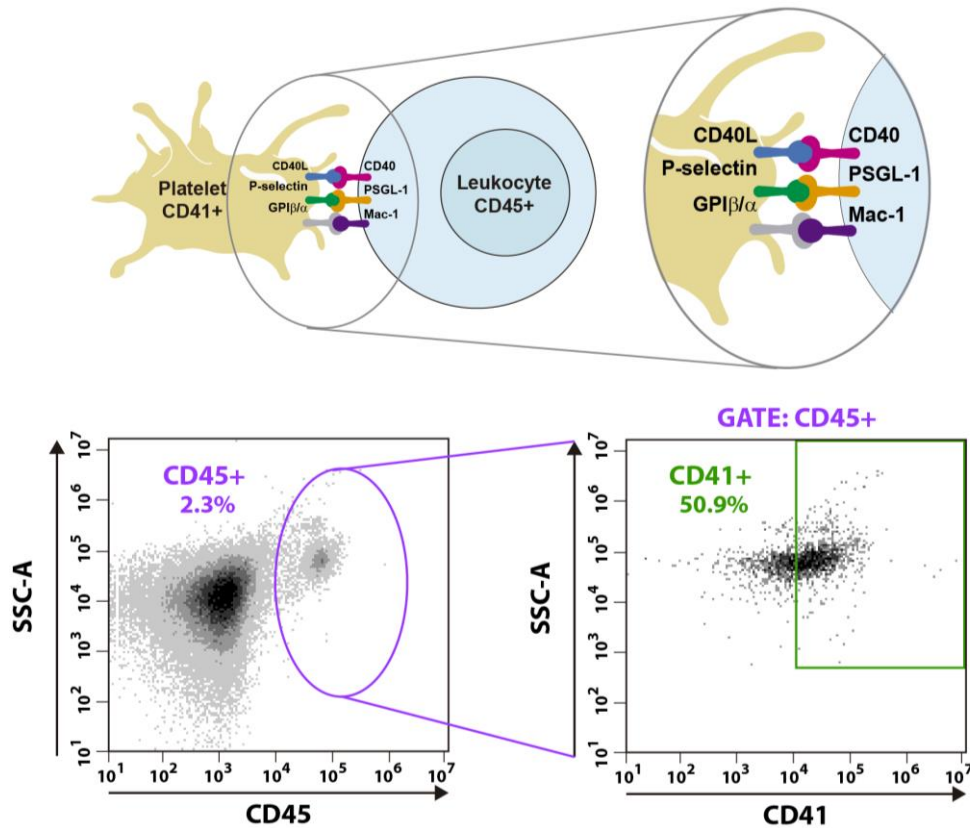 Platelet
CD41+
CD40L
P-selectin
GPIβ/α
CD40
PSGL-1
Mac-1
Leukocyte
CD45+
CD40L
P-selectin
GPIβ/α
CD40
PSGL-1
Mac-1
CD45+
2.3%
SSC-A
10⁷
10⁶
10⁵
10⁴
10³
10²
10¹
10¹ 10² 10³ 10⁴ 10⁵ 10⁶ 10⁷
CD45
GATE: CD45+
CD41+
50.9%
SSC-A
10⁷
10⁶
10⁵
10⁴
10³
10²
10¹
10¹ 10² 10³ 10⁴ 10⁵ 10⁶ 10⁷
CD41